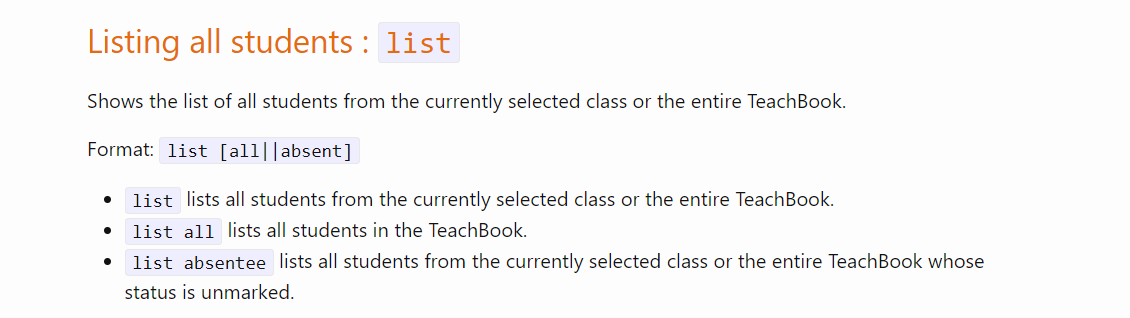 Listing all students : list
Shows the list of all students from the currently selected class or the entire TeachBook.
Format: list [all||absent]
• list lists all students from the currently selected class or the entire TeachBook.
• list all lists all students in the TeachBook.
• list absentee lists all students from the currently selected class or the entire TeachBook whose
status is unmarked.